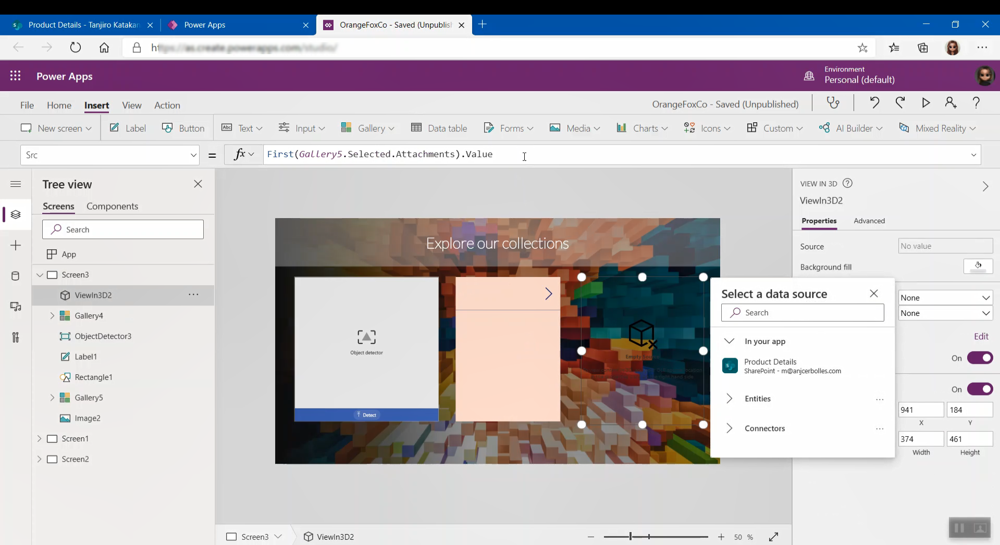 Product Details - Tanjiro Katakan
Power Apps
OrangeFoxCo - Saved (Unpublish
Power Apps
Environment
Personal (default)
File Home Insert View Action
OrangeFoxCo - Saved (Unpublished)
New screen Label Button Text Input Gallery Data table Forms Media Charts Icons Custom AI Builder Mixed Reality
Src = fx First(Gallery5.Selected.Attachments).Value
Tree view
Screens Components
Search
App
Screen3
ViewIn3D2
Gallery4
ObjectDetector3
Label1
Rectangle1
Gallery5
Image2
Screen1
Screen2
Explore our collections
Object detector
Detect
VIEW IN 3D
ViewIn3D2
Properties Advanced
Source No value
Background fill
Select a data source
Search
In your app
Product Details
SharePoint - m@anjcerbolles.com
Entities
Connectors
None
None
Edit
On
On
941 184
X Y
374 461
Width Height
Screen3 ViewIn3D2
50 %